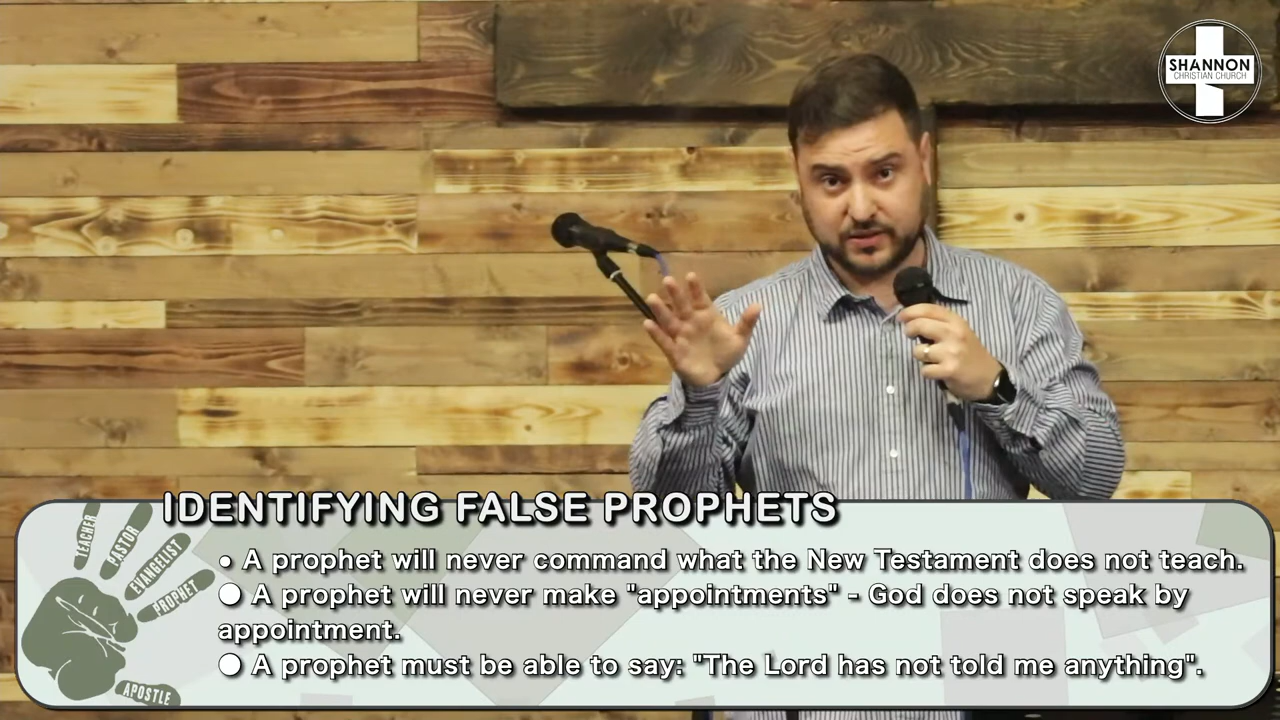 SHANNON
CHRISTIAN CHURCH
IDENTIFYING FALSE PROPHETS
• A prophet will never command what the New Testament does not teach.
● A prophet will never make "appointments" - God does not speak by
appointment.
● A prophet must be able to say: "The Lord has not told me anything".
TEACHER
PASTOR
EVANGELIST
PROPHET
APOSTLE